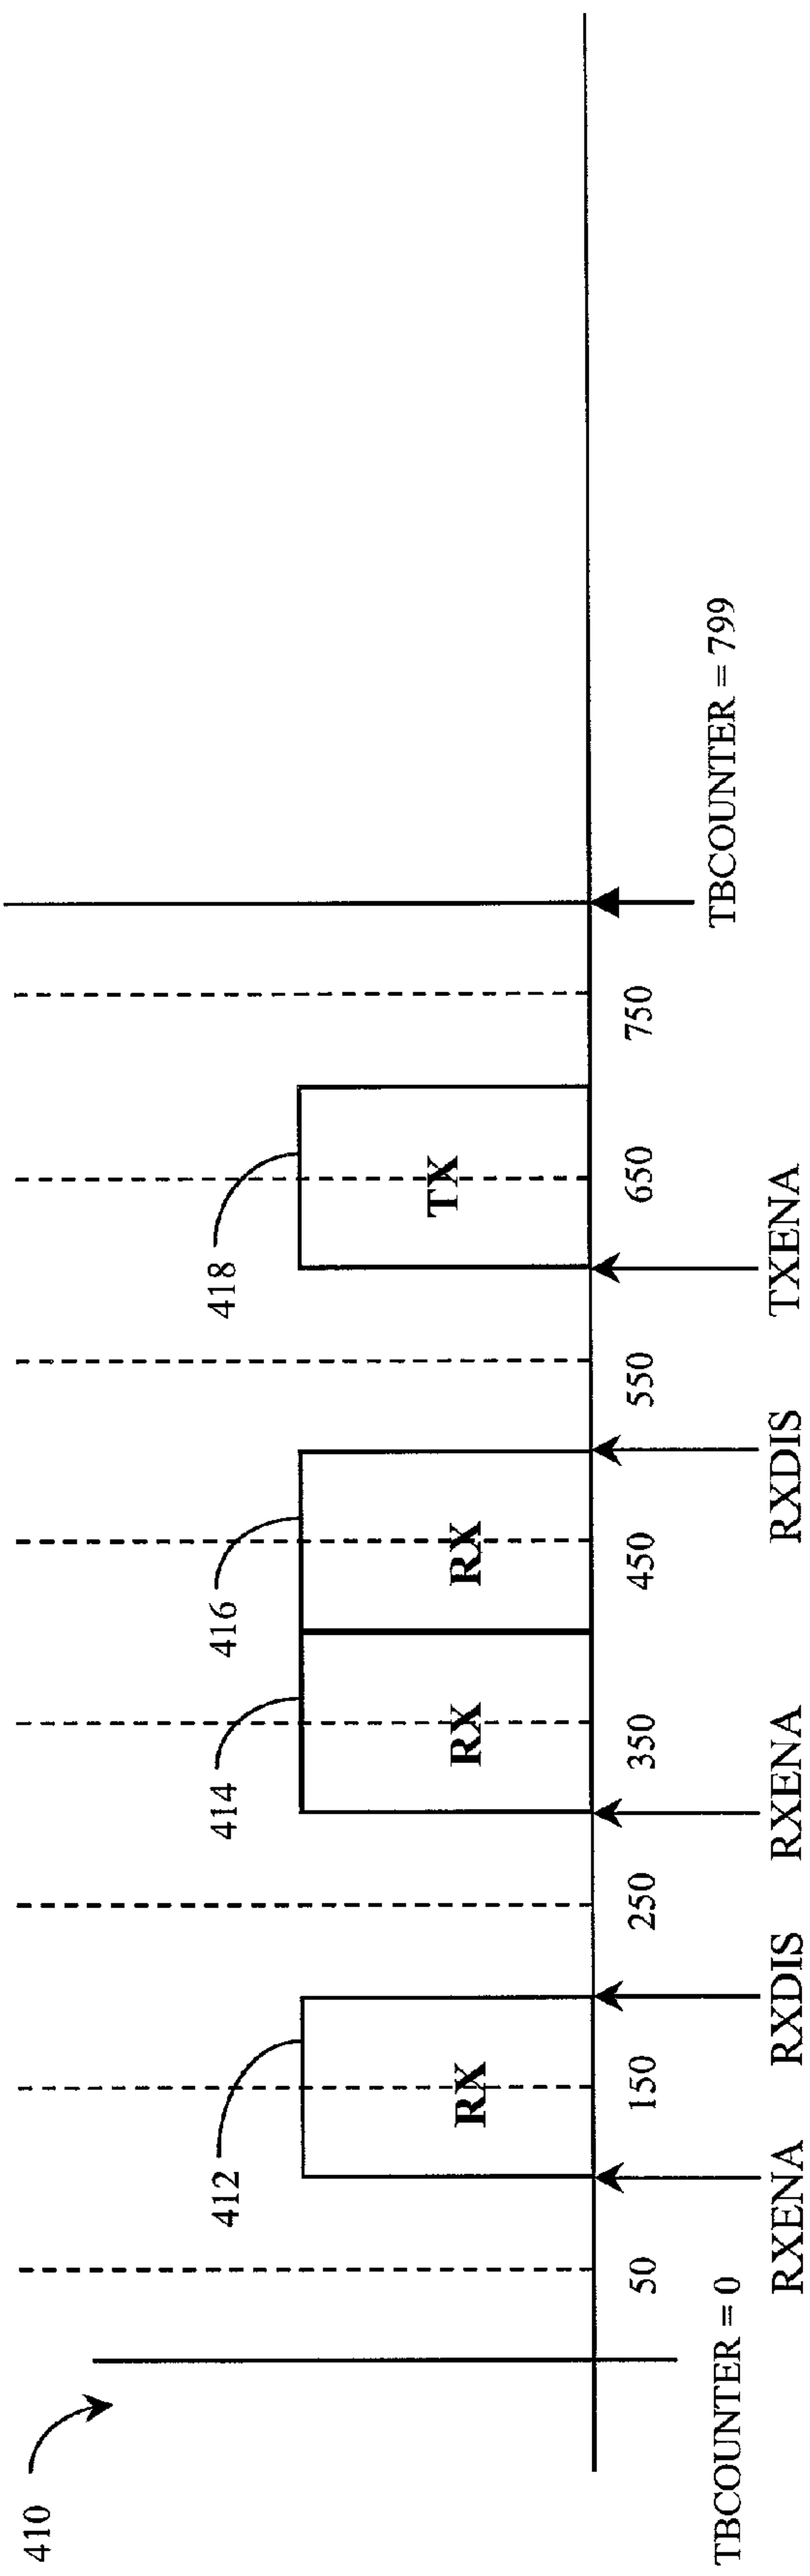 410
412
414
416
418
RX
RX
RX
TX
50
150
250
350
450
550
650
750
TBCOUNTER = 0
TBCOUNTER = 799
RXENA
RXDIS
RXENA
RXDIS
TXENA